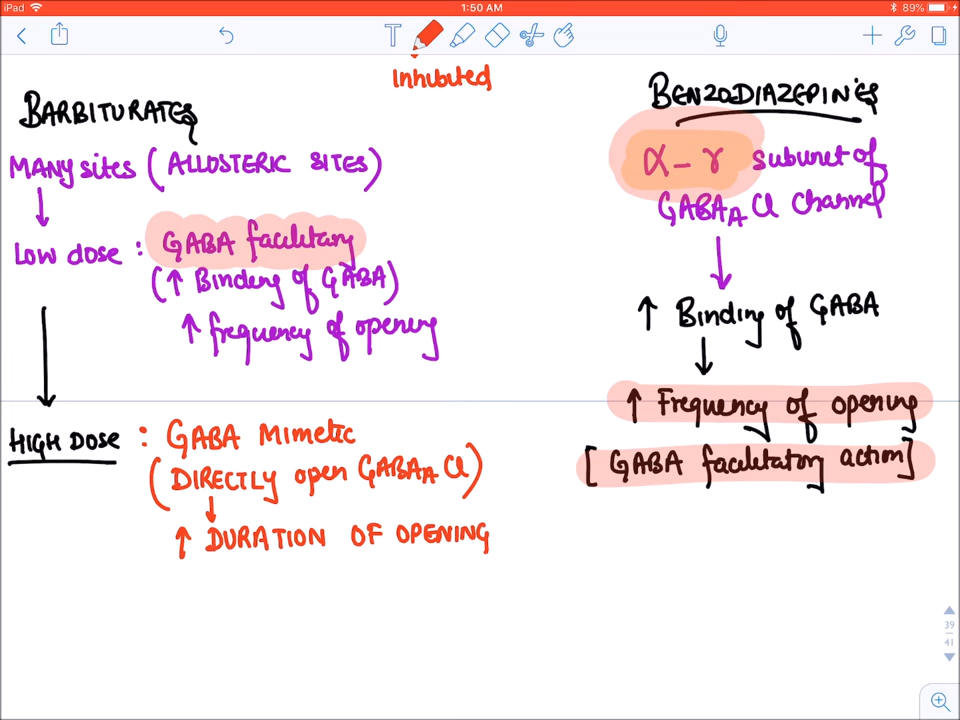 iPad
1:50 AM
89%
T
Inhibited
BARBITURATES
MANY sites (ALLOSTERIC SITES)
Low dose : GABA facilitary
(↑ Binding of GABA)
↑ frequency of opening
HIGH DOSE : GABA Mimetic
(DIRECTLY open GABAA Cl)
↓
↑ DURATION OF OPENING
BENZODIAZEPINES
α – γ subunet of
GABAA Cl Channel
↓
↑ Binding of GABA
↓
↑ Frequency of opening
[GABA facilitatory action]
39
41